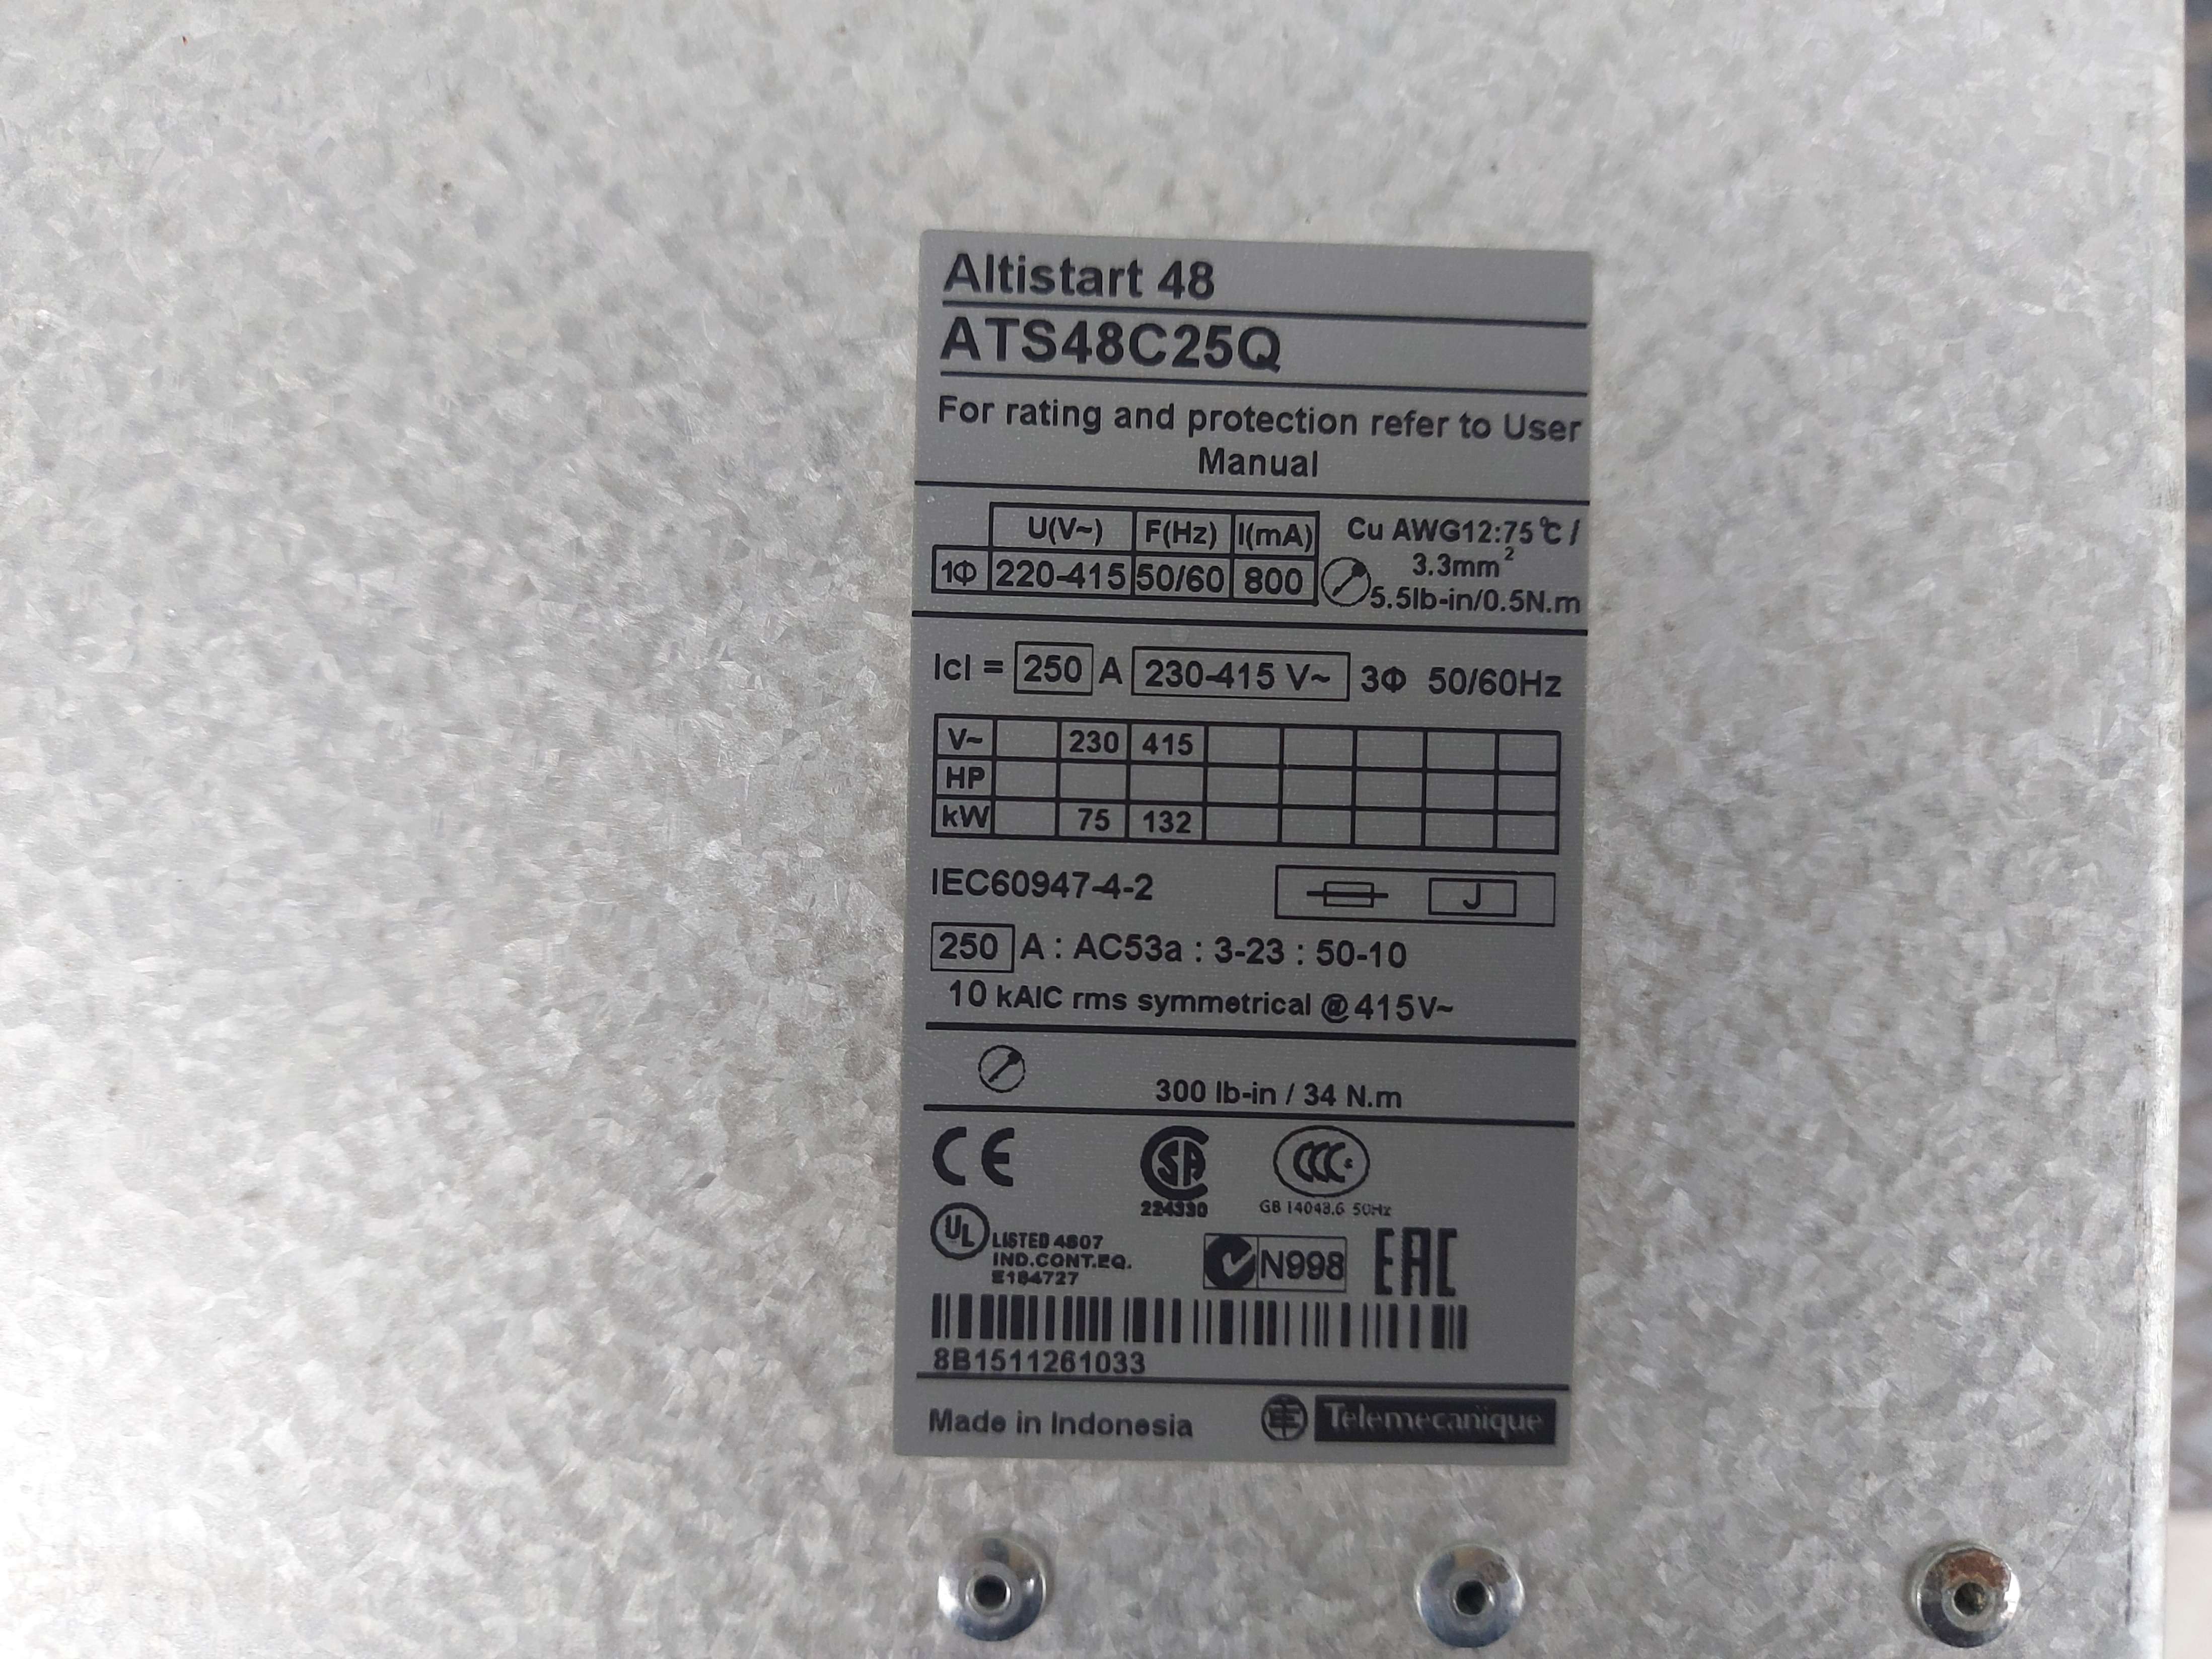 Altistart 48
ATS48C25Q
For rating and protection refer to User
Manual
U(V~) F(Hz) I(mA)
1Φ 220-415 50/60 800
Cu AWG12:75℃ /
3.3mm²
5.5lb-in/0.5N.m
Icl = 250 A 230-415 V~ 3Φ 50/60Hz
V~ 230 415
HP
kW 75 132
IEC60947-4-2
J
250 A : AC53a : 3-23 : 50-10
10 kAIC rms symmetrical @ 415V~
300 lb-in / 34 N.m
CE
SA
224330
CCC
GB 14048.6 50Hz
UL LISTED 4807
IND.CONT.EQ.
E164727
N998
EAC
8B1511261033
Made in Indonesia
Telemecanique